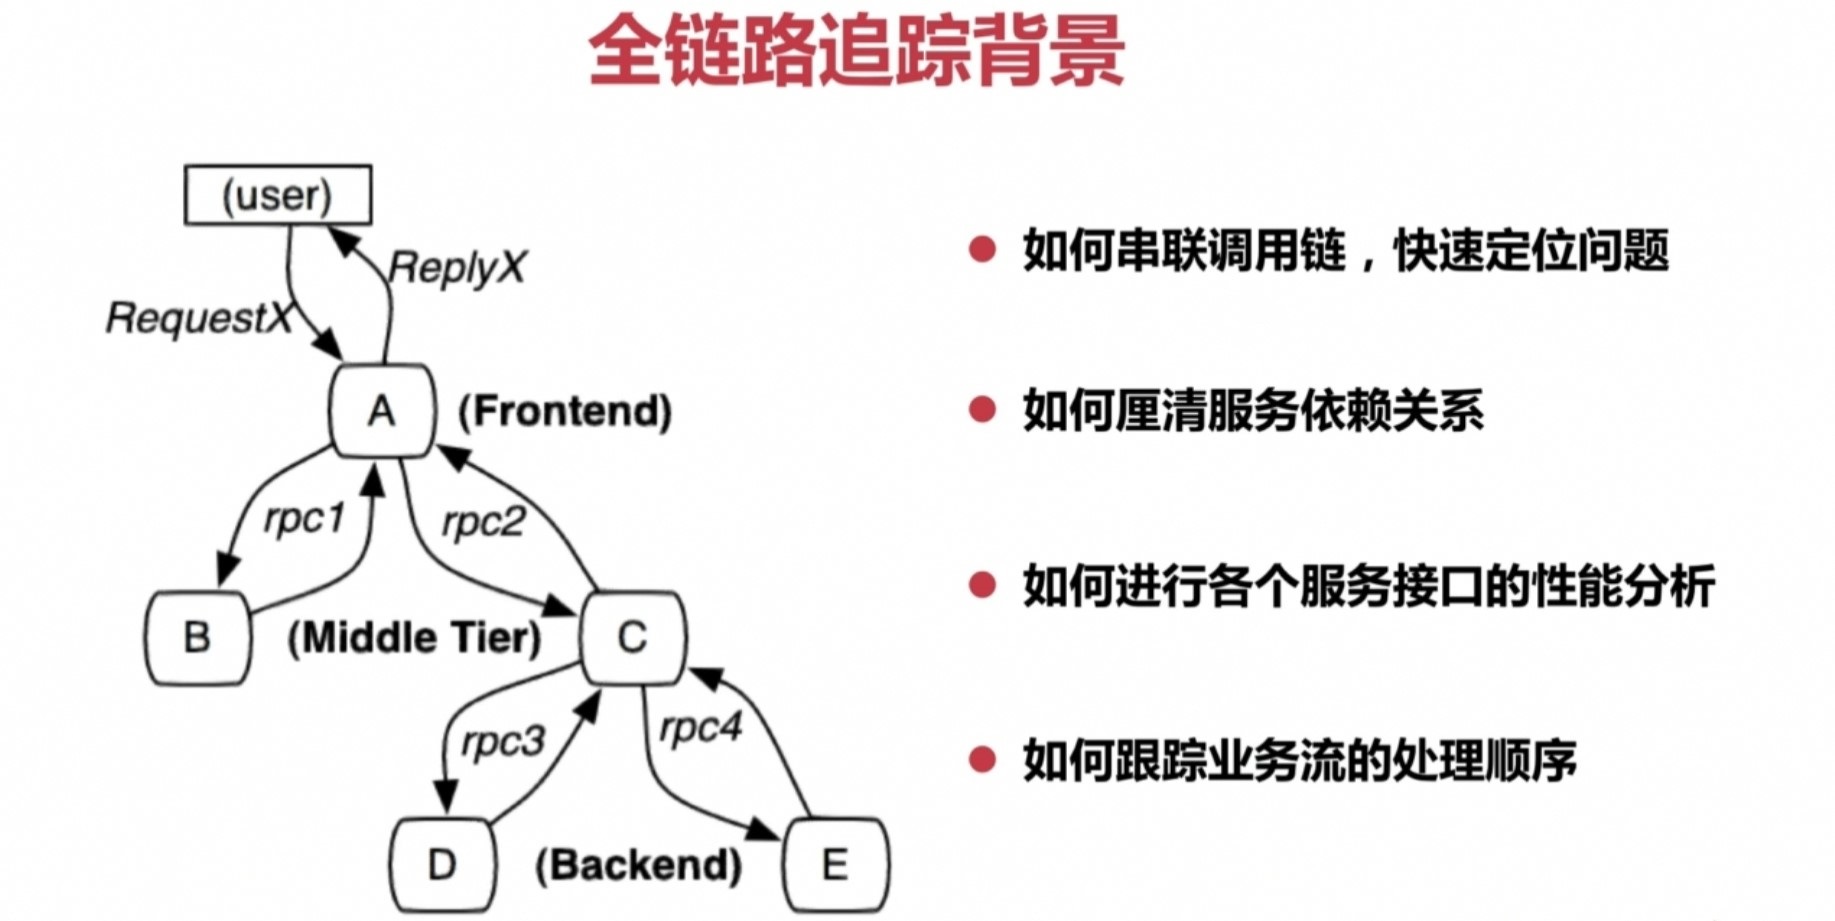 全链路追踪背景
(user)
ReplyX
RequestX
A
(Frontend)
rpc1
rpc2
B
(Middle Tier)
C
rpc3
rpc4
D
(Backend)
E
如何串联调用链，快速定位问题
如何厘清服务依赖关系
如何进行各个服务接口的性能分析
如何跟踪业务流的处理顺序